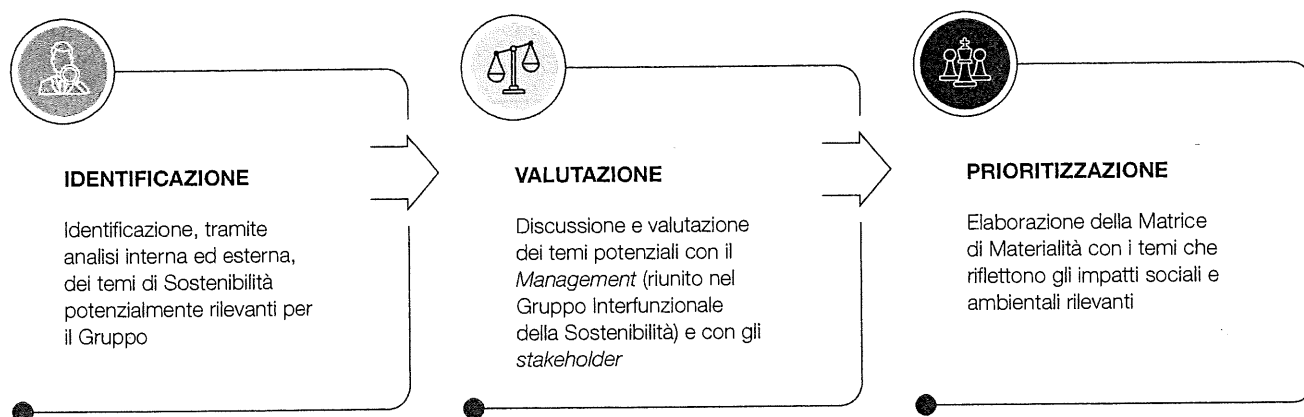 IDENTIFICAZIONE
Identificazione, tramite
analisi interna ed esterna,
dei temi di Sostenibilità
potenzialmente rilevanti per
il Gruppo
VALUTAZIONE
Discussione e valutazione
dei temi potenziali con il
Management (riunito nel
Gruppo Interfunzionale
della Sostenibilità) e con gli
stakeholder
PRIORITIZZAZIONE
Elaborazione della Matrice
di Materialità con i temi che
riflettono gli impatti sociali e
ambientali rilevanti